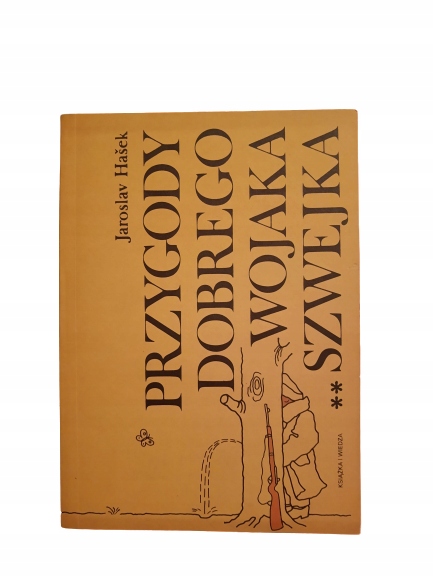 Jaroslav Hašek
PRZYGODY
DOBREGO
WOJAKA
** SZWEJKA
KSIĄŻKA I WIEDZA